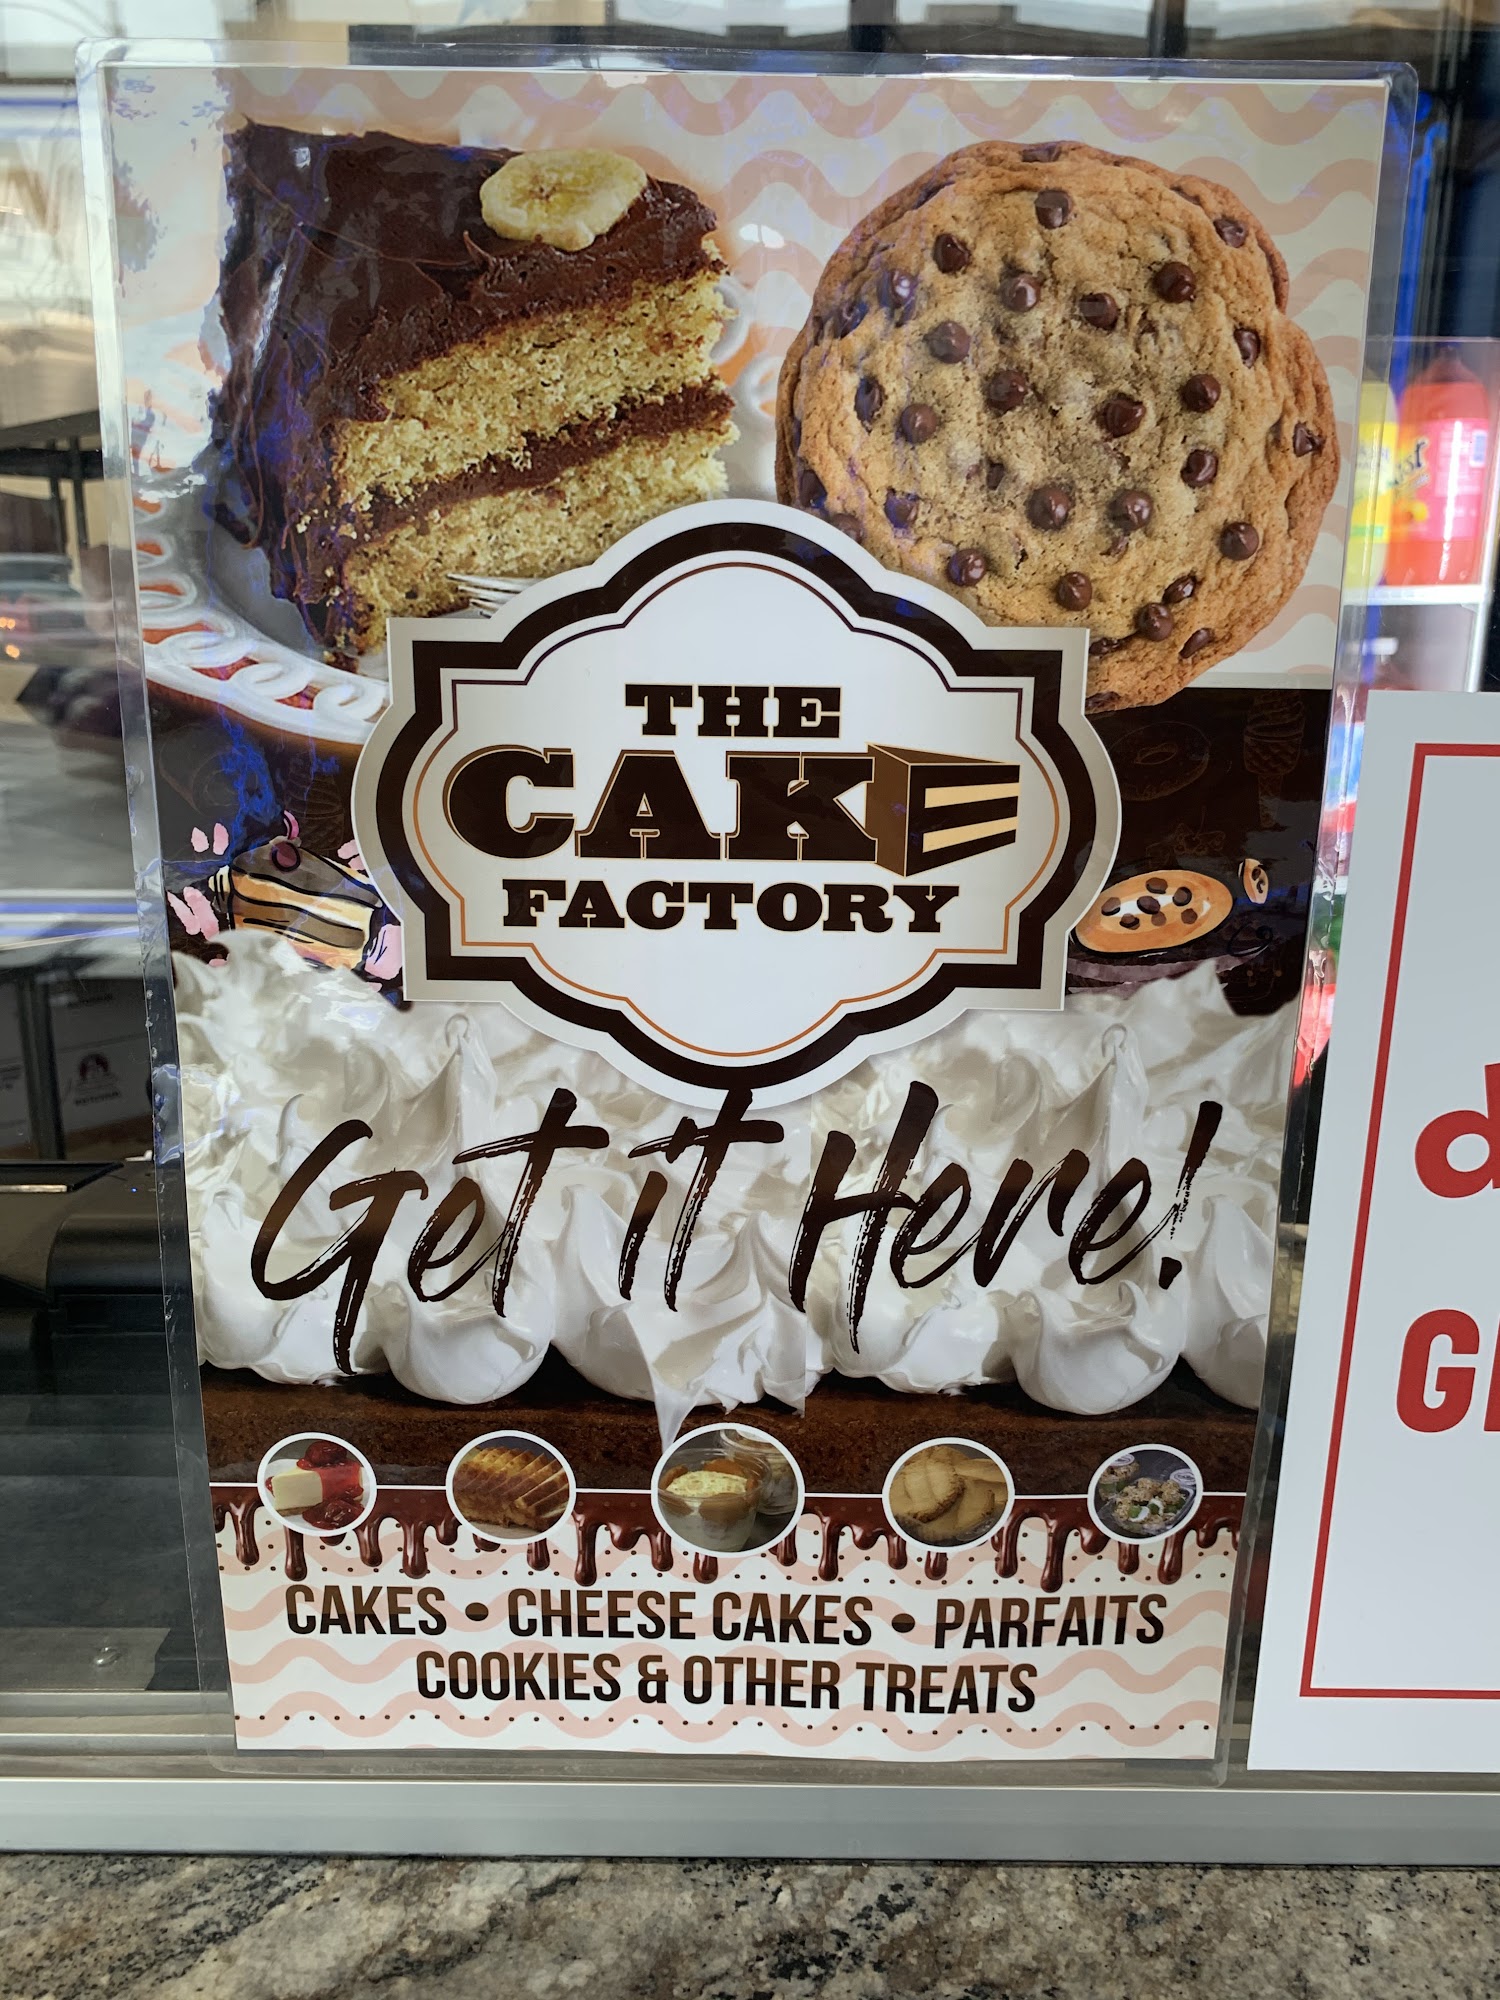 THE
CAKE
FACTORY
Get it Here!
CAKES • CHEESE CAKES • PARFAITS
COOKIES & OTHER TREATS